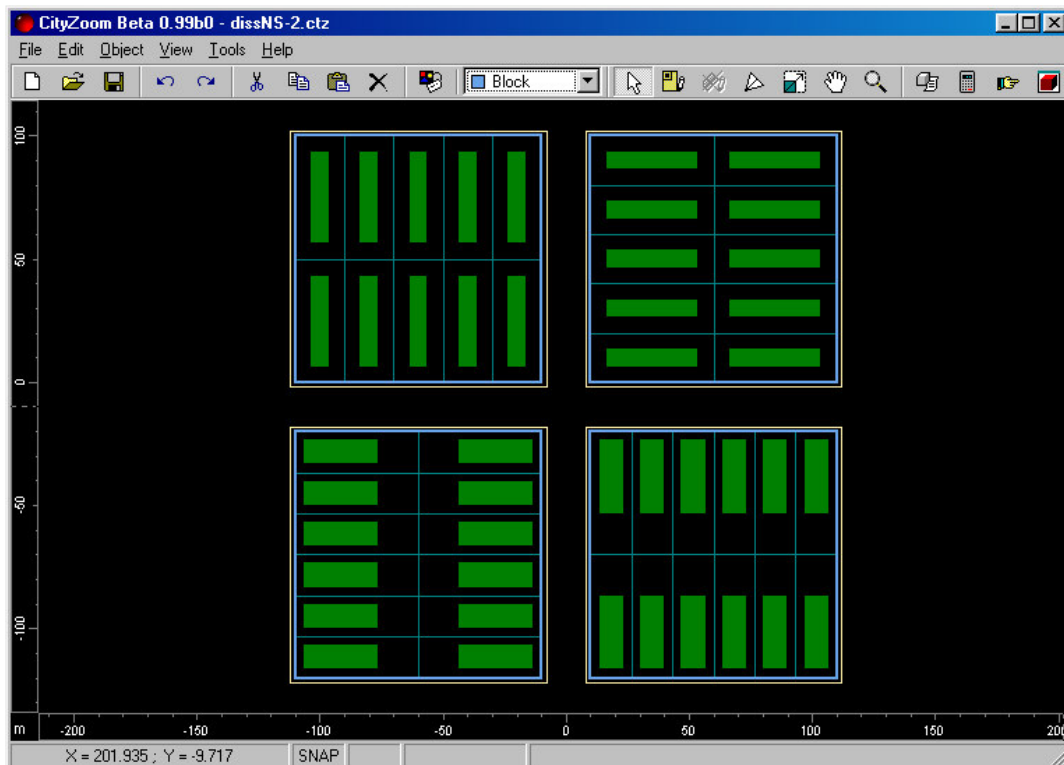 CityZoom Beta 0.99b0 - dissNS-2.ctz
File Edit Object View Tools Help
Block
100
50
0
-50
-100
m -200 -150 -100 -50 0 50 100 150 200
X = 201.935 ; Y = -9.717 SNAP